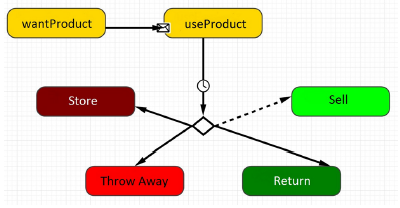 wantProduct
useProduct
Store
Sell
Throw Away
Return